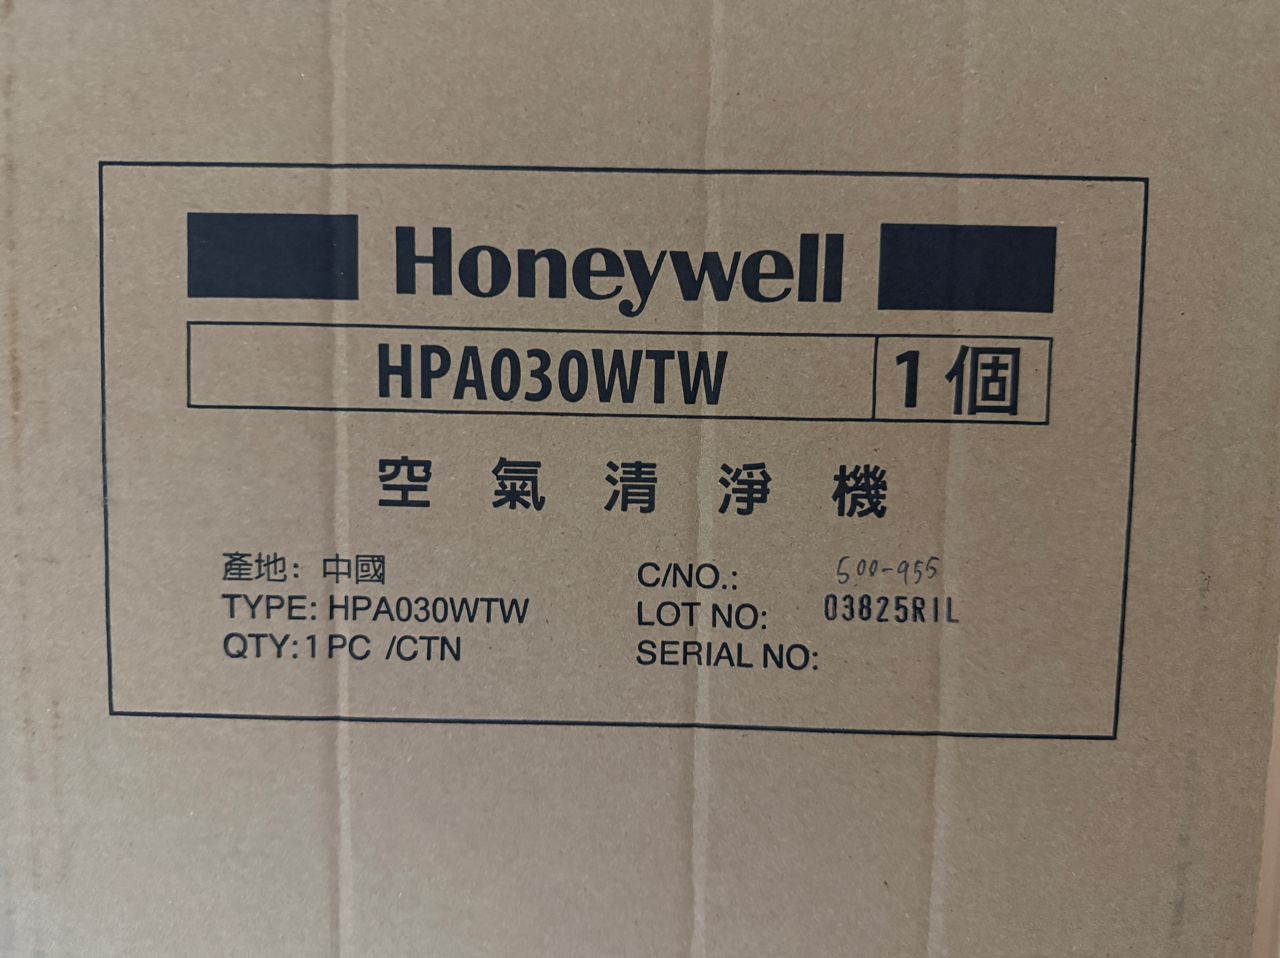 Honeywell
HPA030WTW 1個
空氣清淨機
產地: 中國
TYPE: HPA030WTW
QTY: 1 PC /CTN
C/NO.: 500-955
LOT NO: 03825R1L
SERIAL NO: